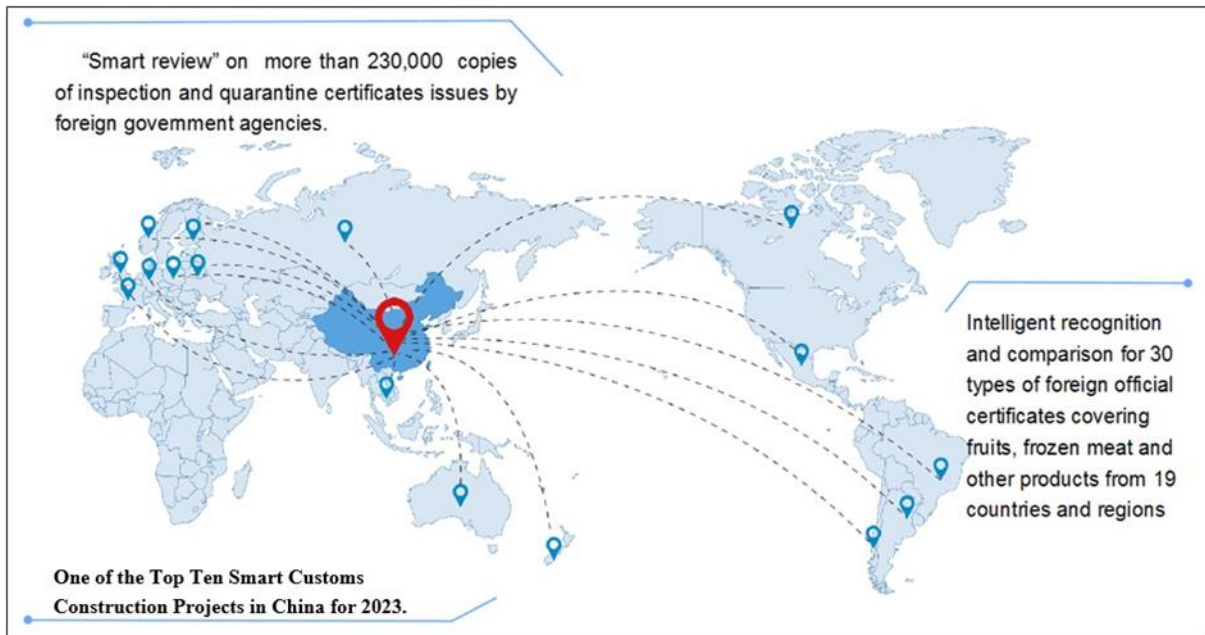 “Smart review” on more than 230,000 copies
of inspection and quarantine certificates issues by
foreign government agencies.
Intelligent recognition
and comparison for 30
types of foreign official
certificates covering
fruits, frozen meat and
other products from 19
countries and regions
One of the Top Ten Smart Customs
Construction Projects in China for 2023.